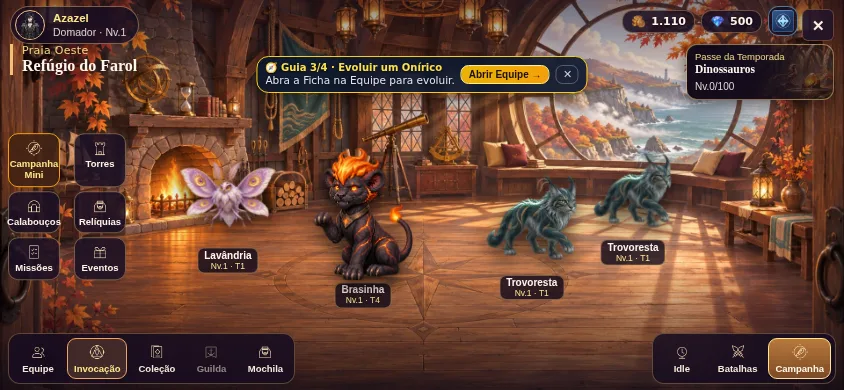 Azazel
Domador · Nv.1
1.110
500
×
Praia Oeste
Refúgio do Farol
🧭 Guia 3/4 · Evoluir um Onírico
Abra a Ficha na Equipe para evoluir.
Abrir Equipe →
✕
Passe da Temporada
Dinossauros
Nv.0/100
Campanha
Mini
Torres
Calabouços
Relíquias
Missões
Eventos
Lavândria
Nv.1 · T1
Brasinha
Nv.1 · T4
Trovoresta
Nv.1 · T1
Trovoresta
Nv.1 · T1
Equipe
Invocação
Coleção
Guilda
Mochila
Idle
Batalhas
Campanha